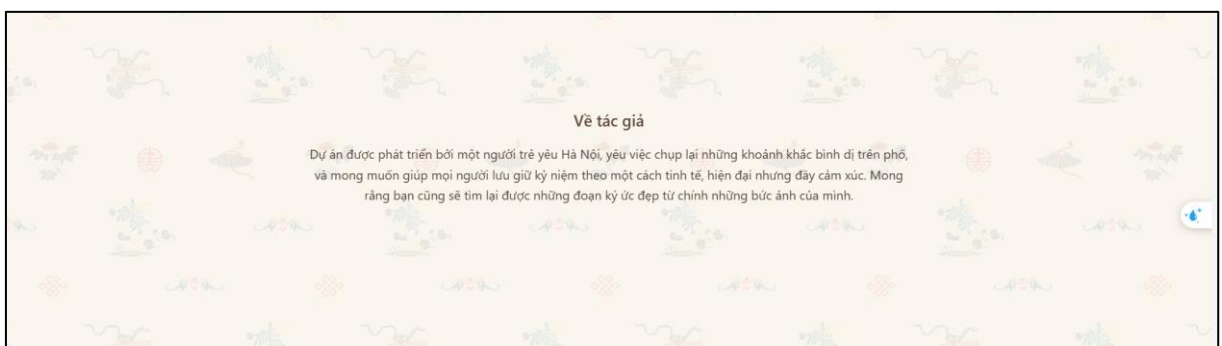 Về tác giả
Dự án được phát triển bởi một người trẻ yêu Hà Nội, yêu việc chụp lại những khoảnh khắc bình dị trên phố,
và mong muốn giúp mọi người lưu giữ kỷ niệm theo một cách tinh tế, hiện đại nhưng đầy cảm xúc. Mong
rằng bạn cũng sẽ tìm lại được những đoạn ký ức đẹp từ chính những bức ảnh của mình.